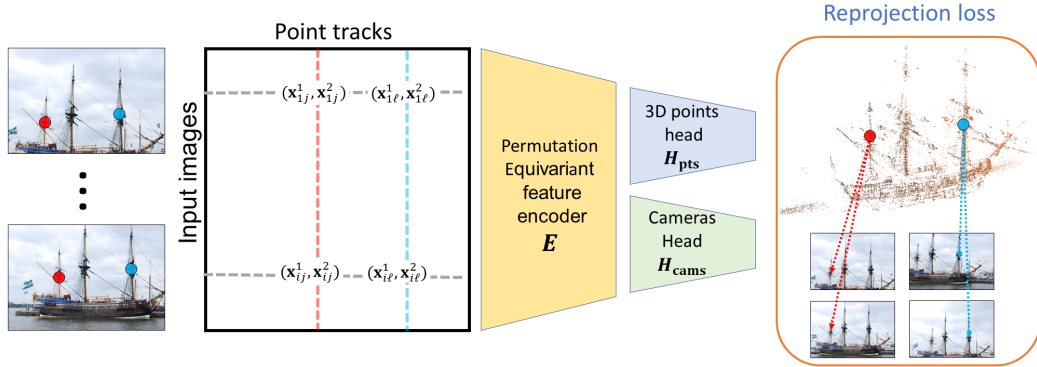 Reprojection loss
Point tracks
Input images
(𝐱¹₁ⱼ, 𝐱²₁ⱼ) (𝐱¹₁ℓ, 𝐱²₁ℓ)
(𝐱¹ᵢⱼ, 𝐱²ᵢⱼ) (𝐱¹ᵢℓ, 𝐱²ᵢℓ)
Permutation
Equivariant
feature
encoder
E
3D points
head
H_pts
Cameras
Head
H_cams